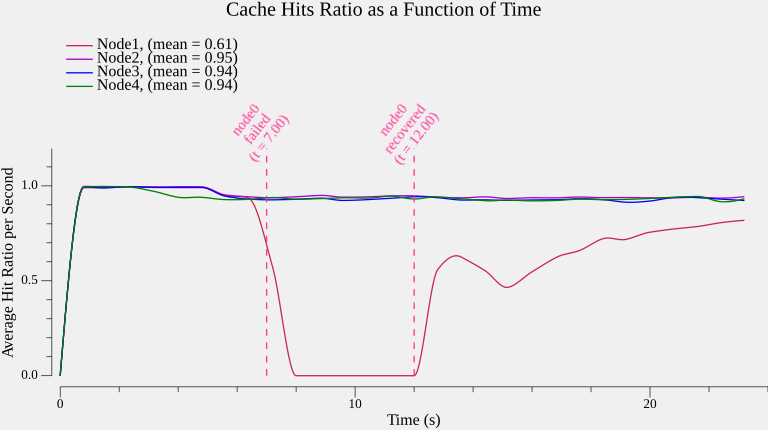 Cache Hits Ratio as a Function of Time
Node1, (mean = 0.61)
Node2, (mean = 0.95)
Node3, (mean = 0.94)
Node4, (mean = 0.94)
node0
failed
(t = 7.00)
node0
recovered
(t = 12.00)
Average Hit Ratio per Second
1.0
0.5
0.0
0
10
20
Time (s)